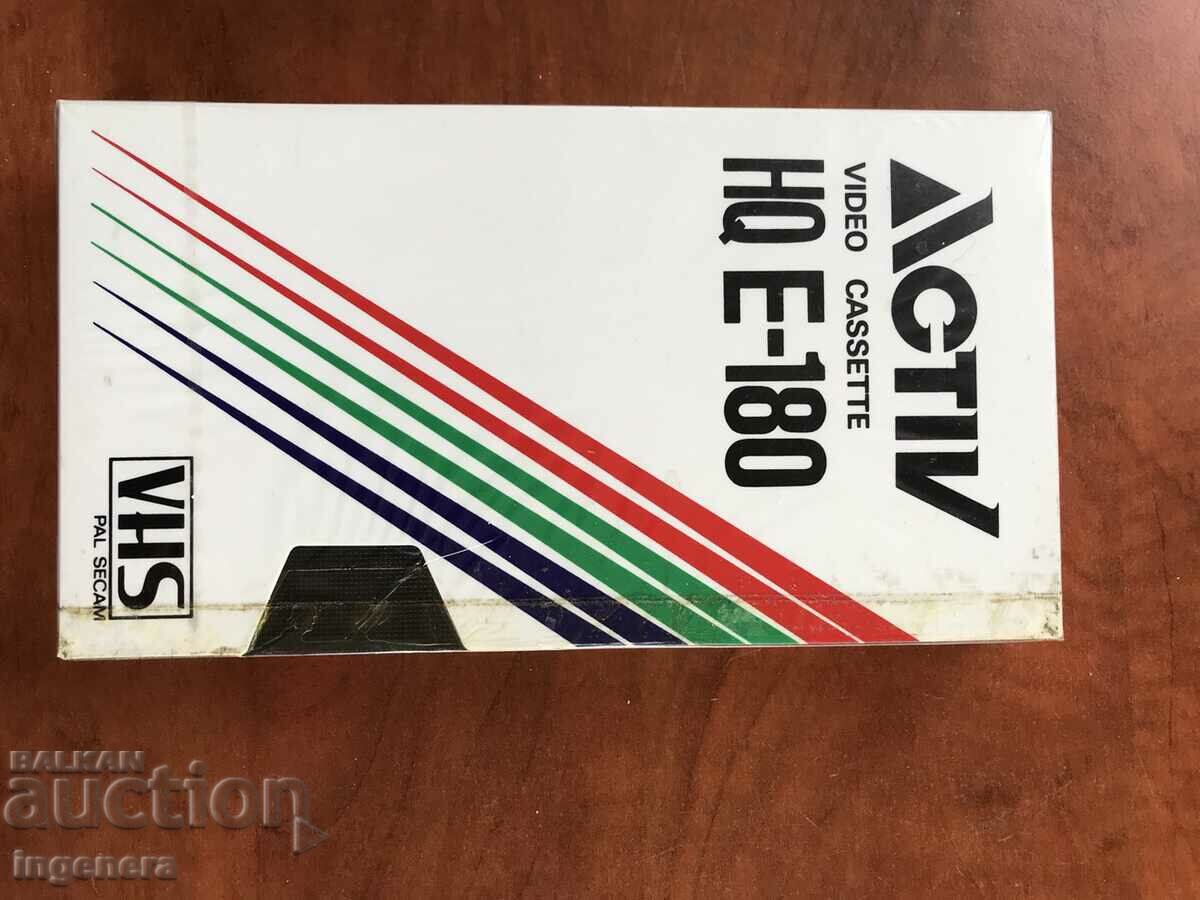 ACTIV
VIDEO CASSETTE
HQ E-180
VHS
PAL SECAM
BALKAN
auction
ingenera